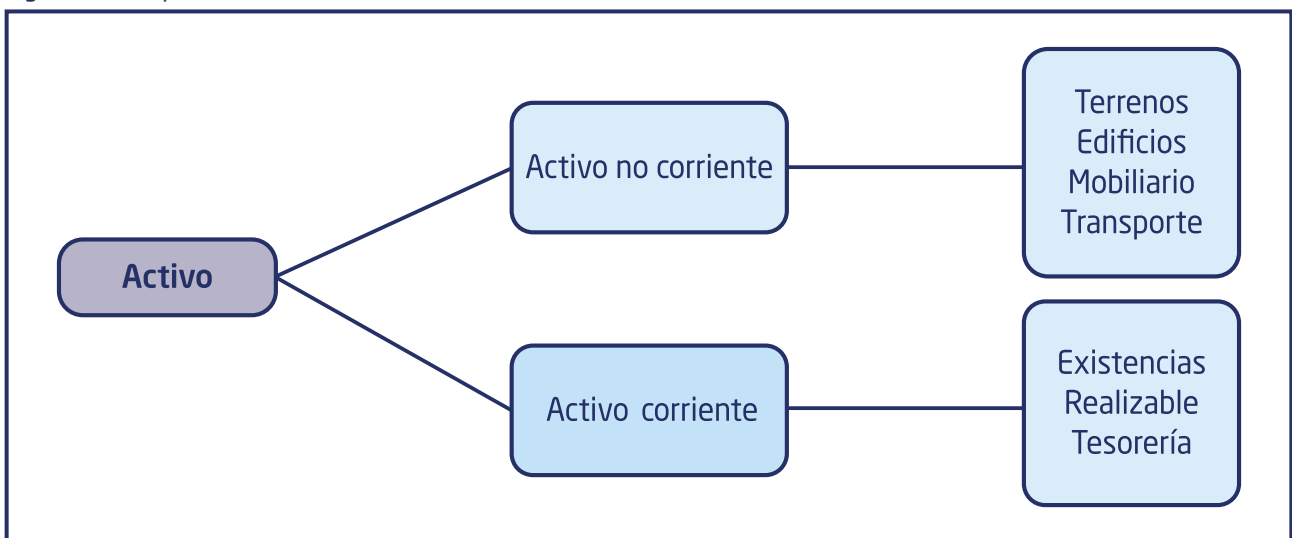 Activo
Activo no corriente
Terrenos
Edificios
Mobiliario
Transporte
Activo corriente
Existencias
Realizable
Tesorería